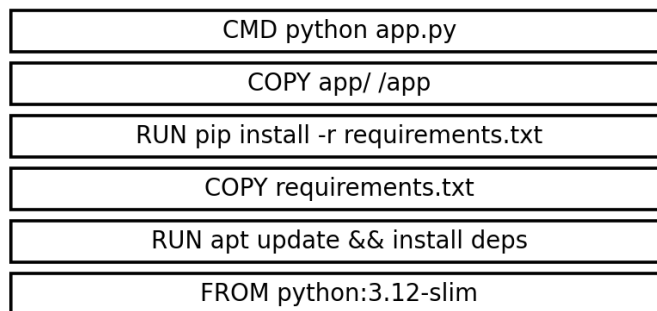 CMD python app.py
COPY app/ /app
RUN pip install -r requirements.txt
COPY requirements.txt
RUN apt update && install deps
FROM python:3.12-slim